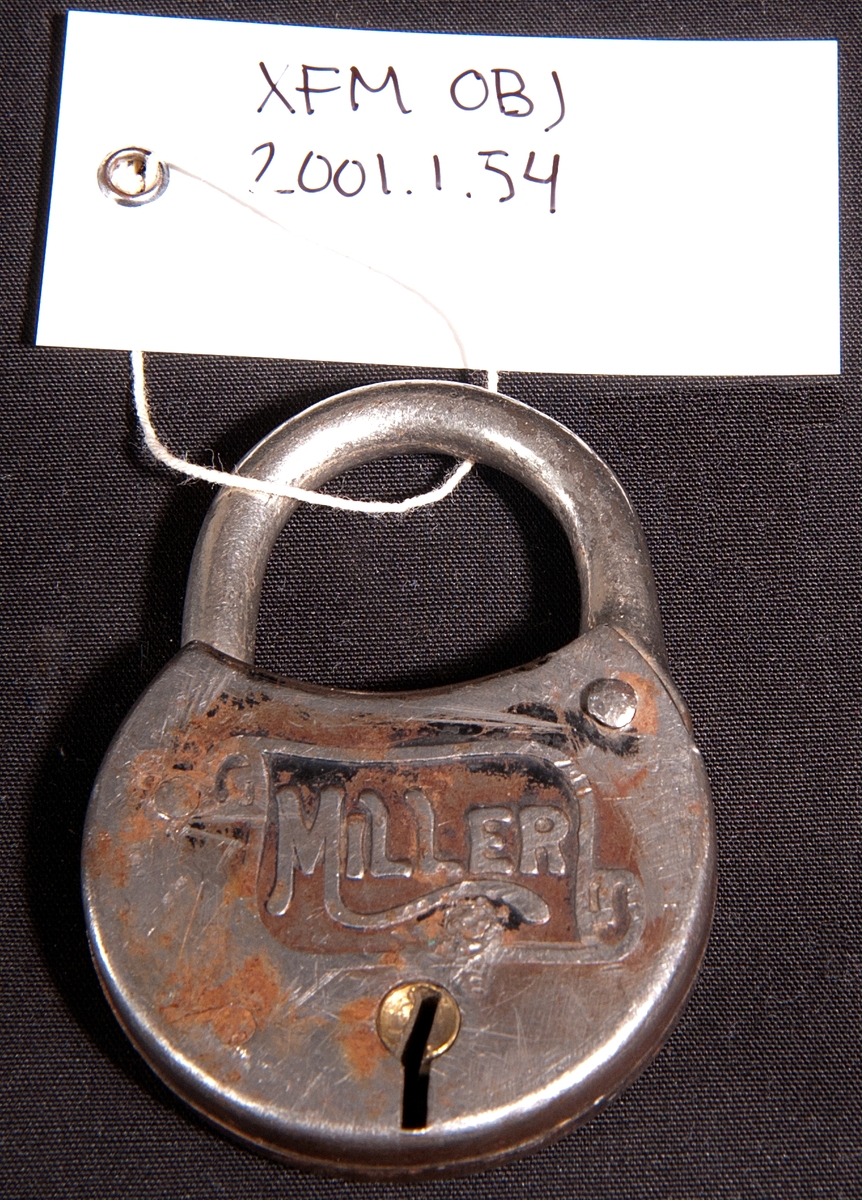 XFM OBJ
2001.1.54
MiLLER